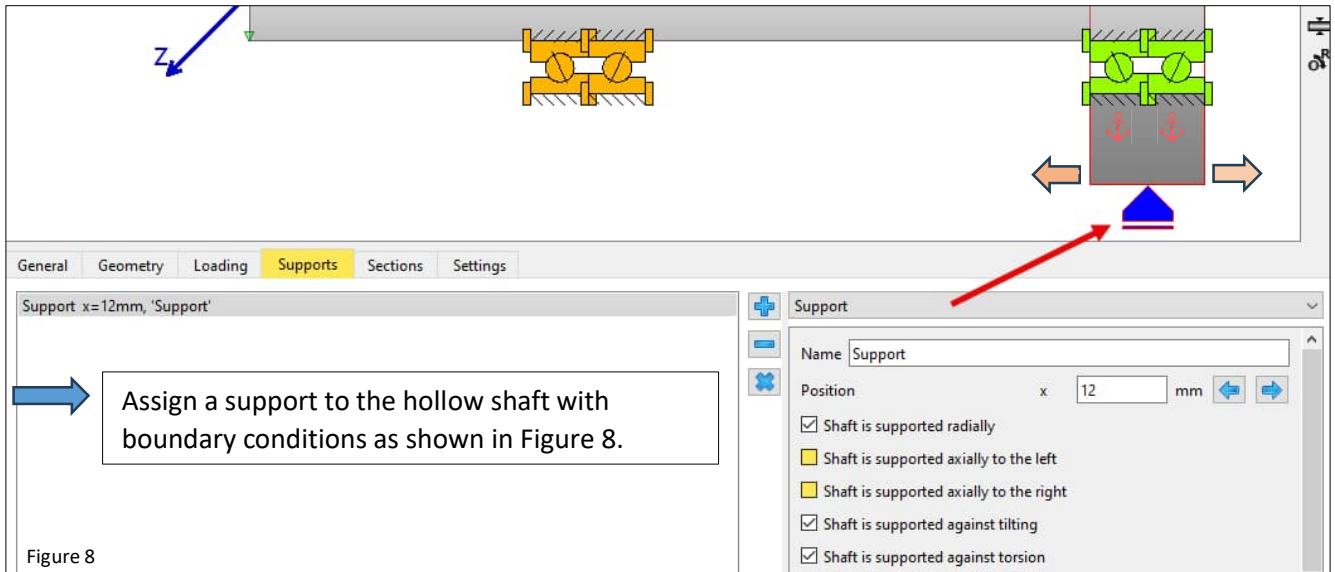 Z
R
General Geometry Loading Supports Sections Settings
Support x=12mm, 'Support'
Support
Name Support
Position x 12 mm
Shaft is supported radially
Shaft is supported axially to the left
Shaft is supported axially to the right
Shaft is supported against tilting
Shaft is supported against torsion
Assign a support to the hollow shaft with
boundary conditions as shown in Figure 8.
Figure 8